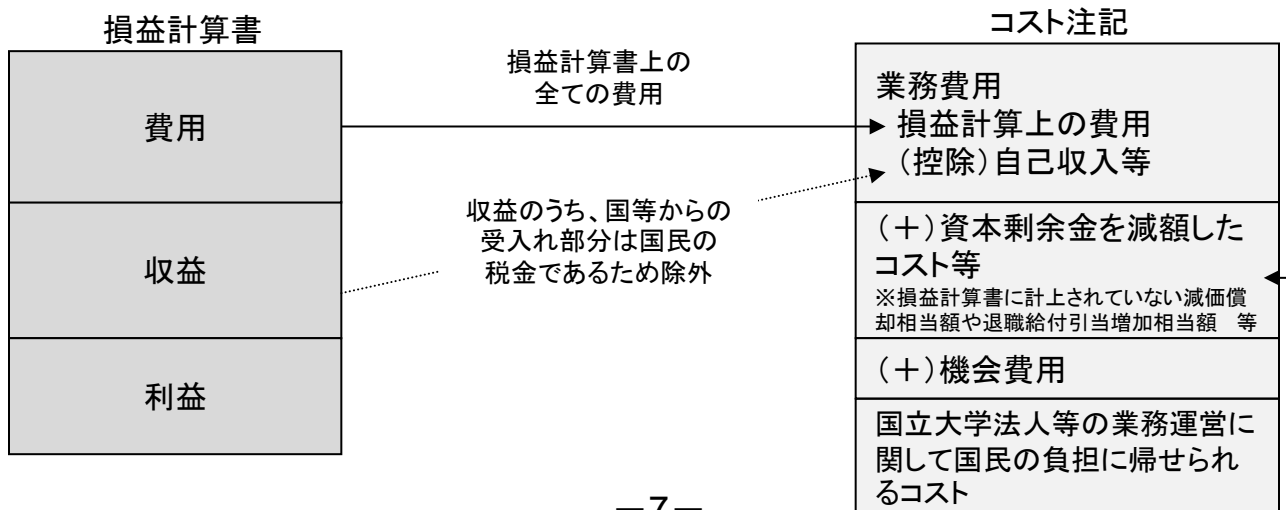 損益計算書
費用
収益
利益
損益計算書上の
全ての費用
収益のうち、国等からの
受入れ部分は国民の
税金であるため除外
コスト注記
業務費用
損益計算上の費用
（控除）自己収入等
（＋）資本剰余金を減額した
コスト等
※損益計算書に計上されていない減価償
却相当額や退職給付引当増加相当額　等
（＋）機会費用
国立大学法人等の業務運営に
関して国民の負担に帰せられ
るコスト
―７―